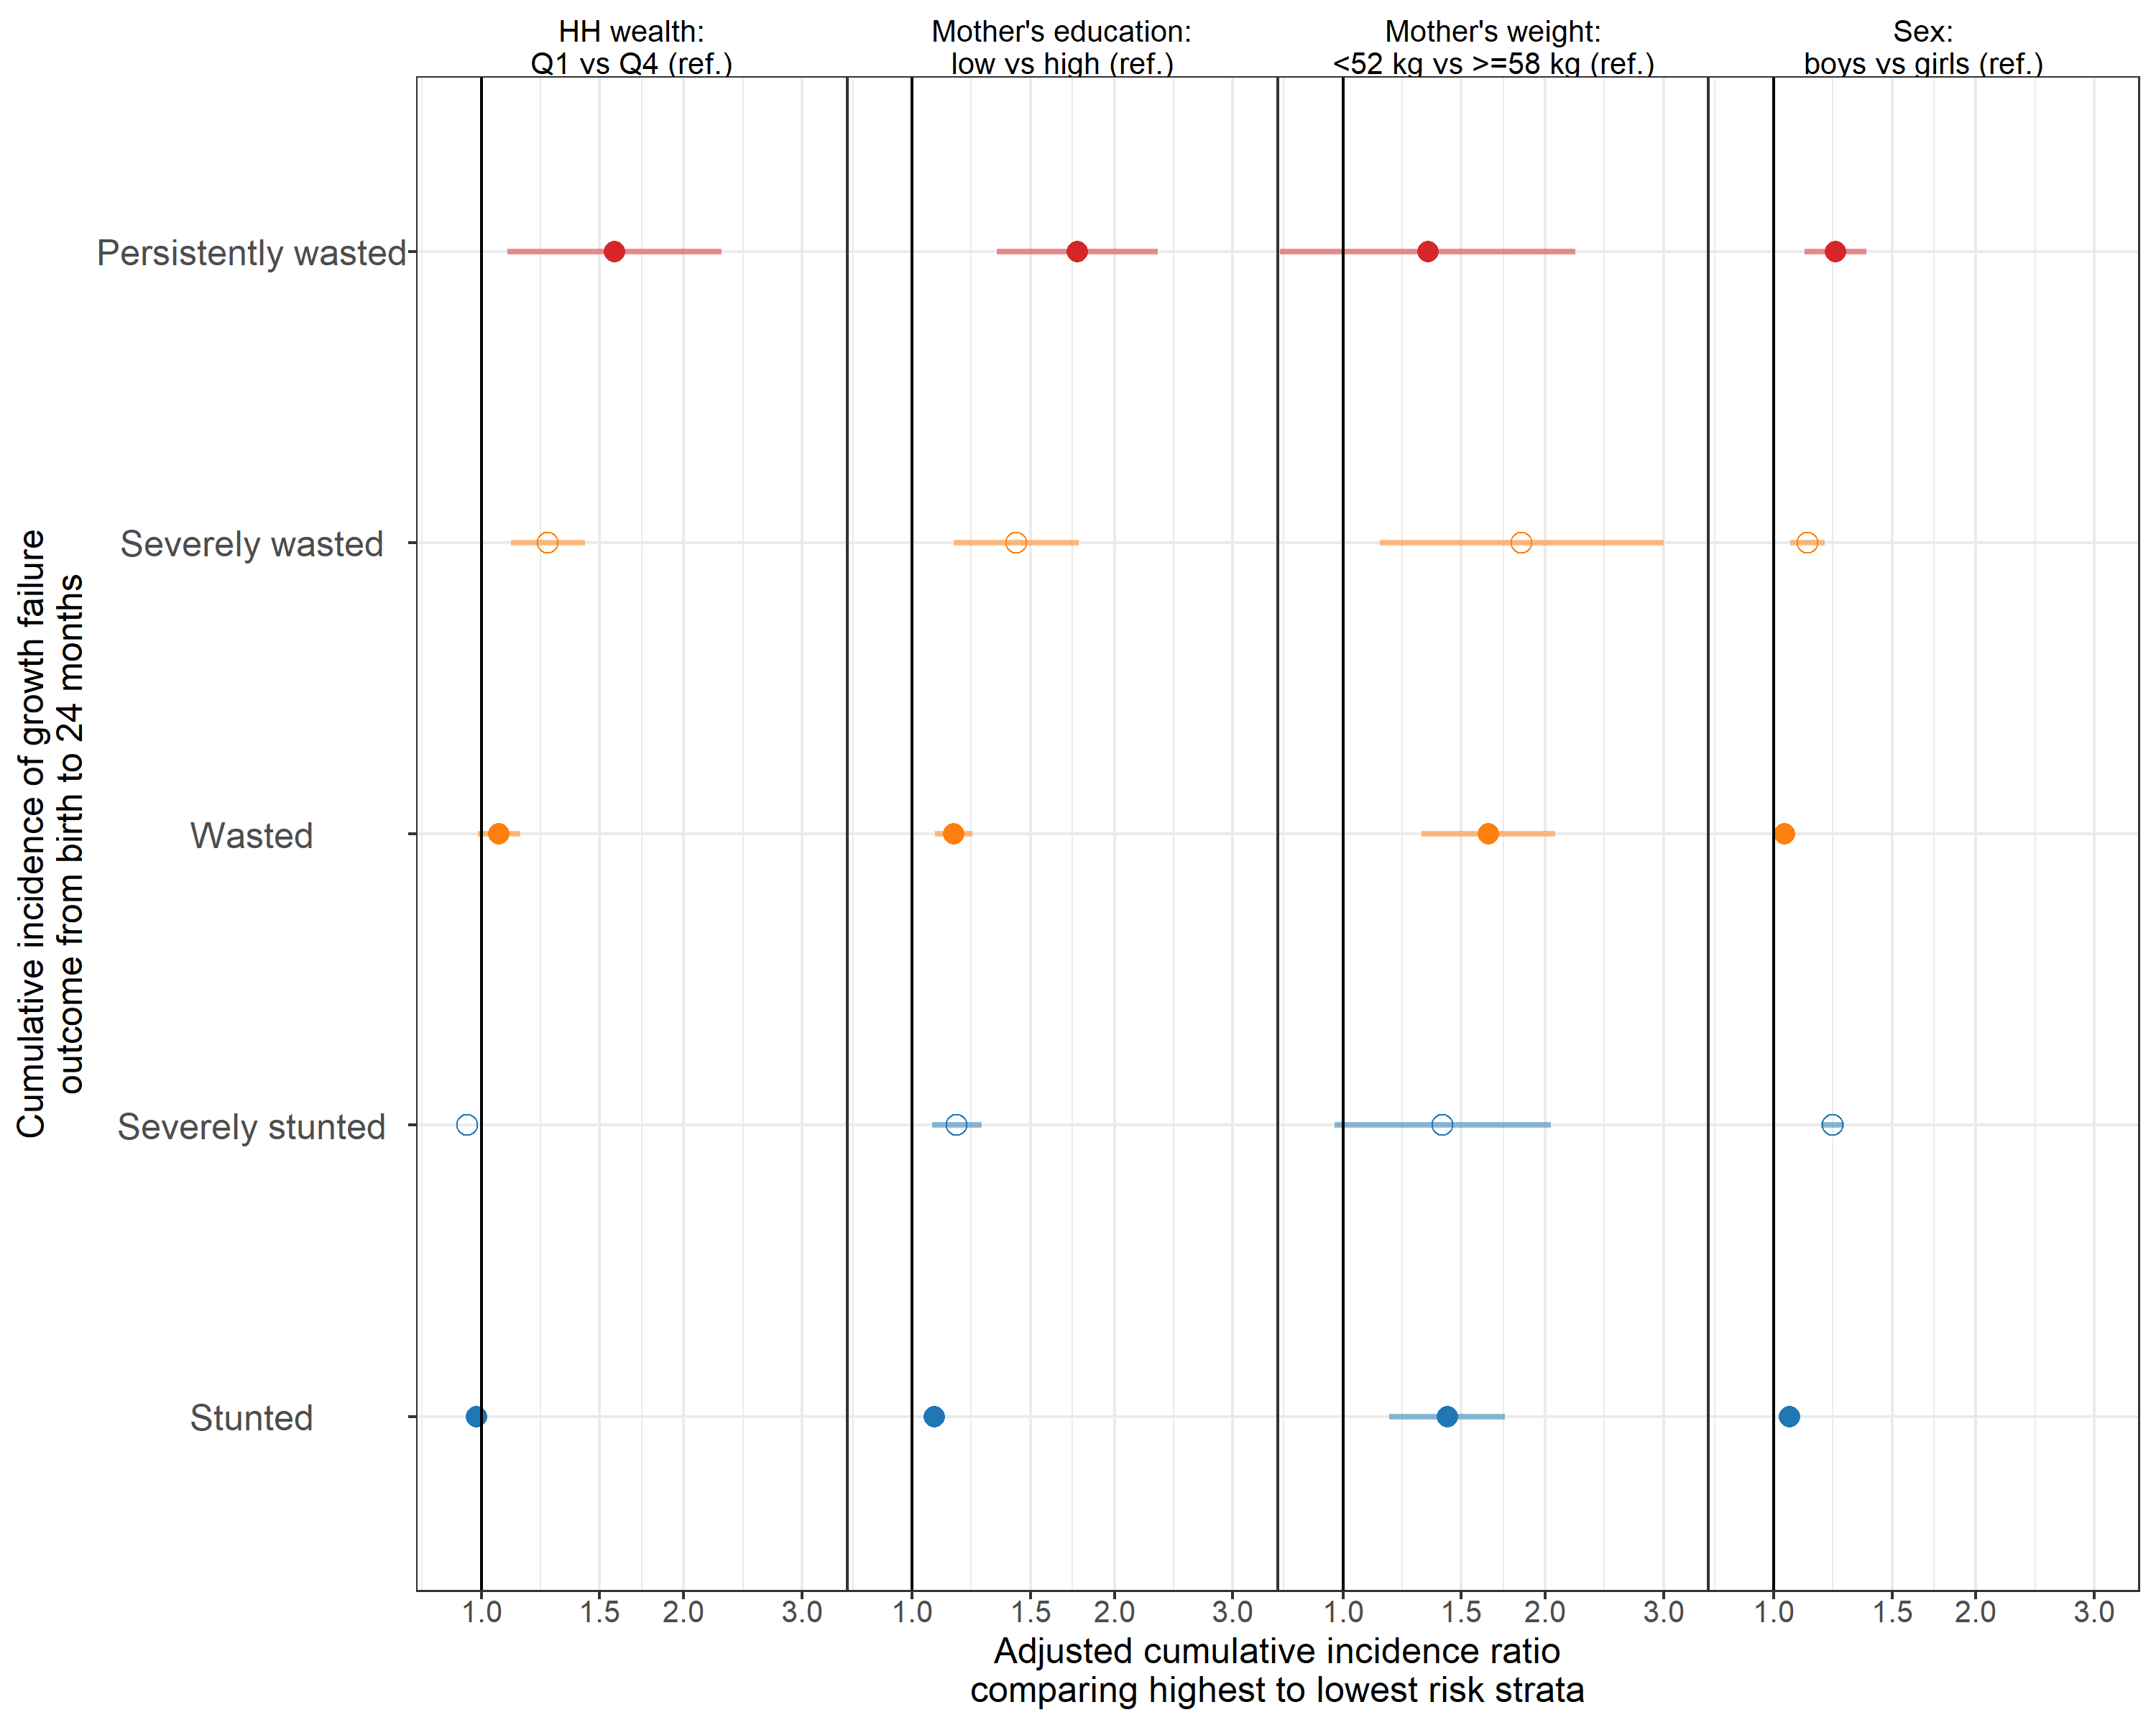 HH wealth:
Q1 vs Q4 (ref.)
Mother's education:
low vs high (ref.)
Mother's weight:
<52 kg vs >=58 kg (ref.)
Sex:
boys vs girls (ref.)
Cumulative incidence of growth failure
outcome from birth to 24 months
Persistently wasted
Severely wasted
Wasted
Severely stunted
Stunted
1.0 1.5 2.0 3.0 1.0 1.5 2.0 3.0 1.0 1.5 2.0 3.0 1.0 1.5 2.0 3.0
Adjusted cumulative incidence ratio
comparing highest to lowest risk strata